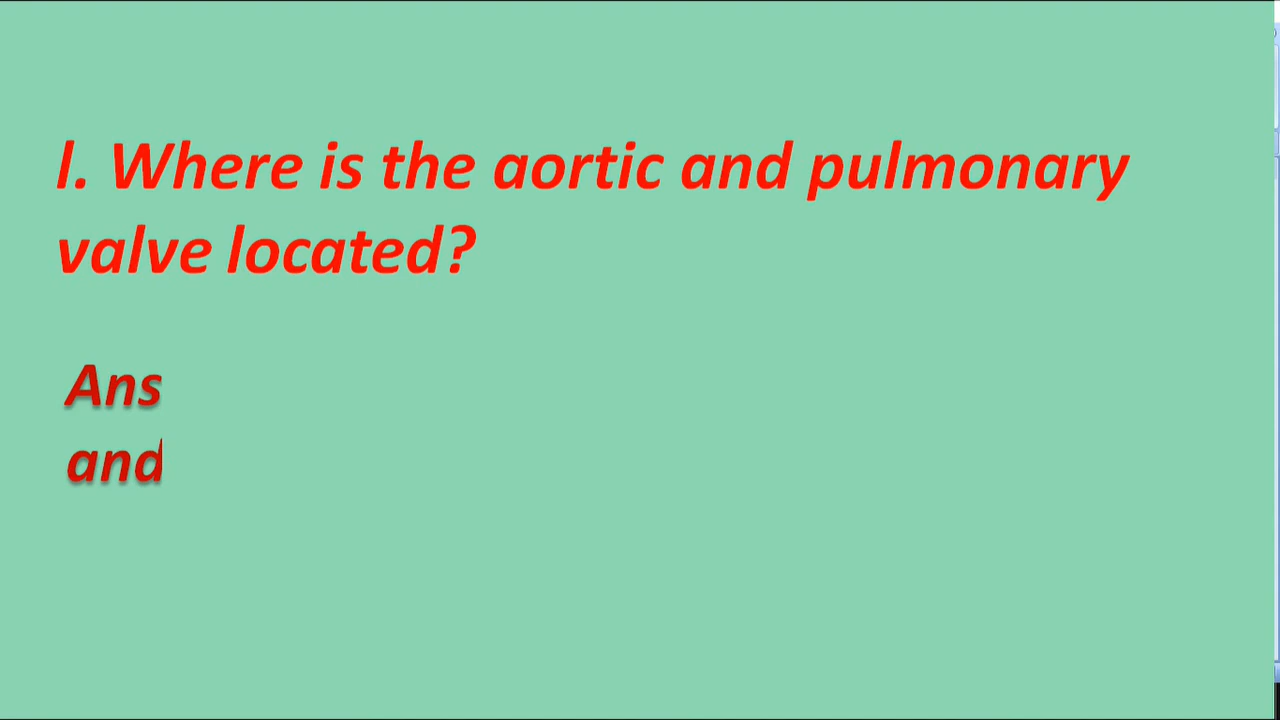 l. Where is the aortic and pulmonary
valve located?
Ans
and